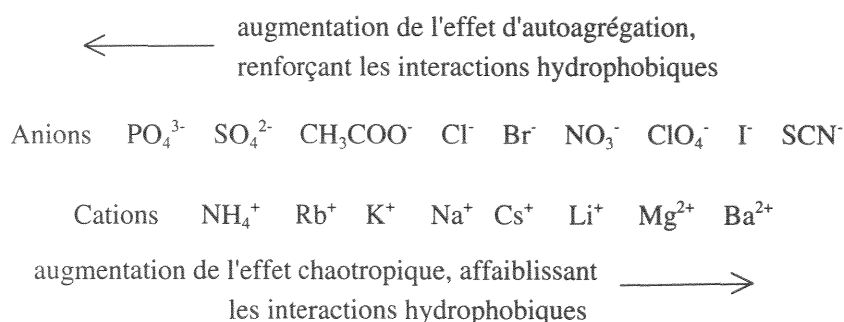 augmentation de l'effet d'autoagrégation,
renforçant les interactions hydrophobiques
Anions PO₄³⁻ SO₄²⁻ CH₃COO⁻ Cl⁻ Br⁻ NO₃⁻ ClO₄⁻ I⁻ SCN⁻
Cations NH₄⁺ Rb⁺ K⁺ Na⁺ Cs⁺ Li⁺ Mg²⁺ Ba²⁺
augmentation de l'effet chaotropique, affaiblissant
les interactions hydrophobiques